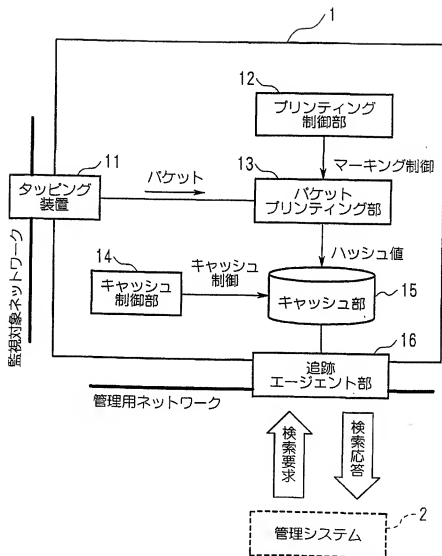 1
12
プリンティング
制御部
11
タッピング
装置
パケット
13
マーキング制御
パケット
プリンティング部
監視対象ネットワーク
14
キャッシュ
制御部
キャッシュ
制御
ハッシュ値
キャッシュ部
15
16
追跡
エージェント部
管理用ネットワーク
検索要求
検索応答
2
管理システム